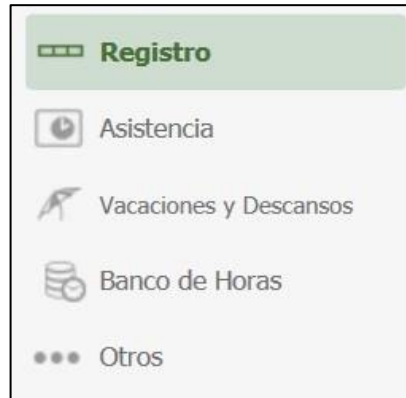 Registro
Asistencia
Vacaciones y Descansos
Banco de Horas
Otros